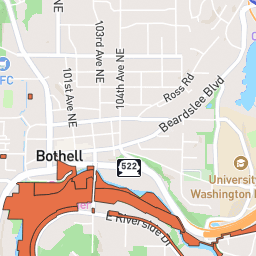 103rd Ave NE
104th Ave NE
101st Ave NE
FC
Ross Rd
Beardslee Blvd
Bothell
522
University
Washington
E Riverside Dr